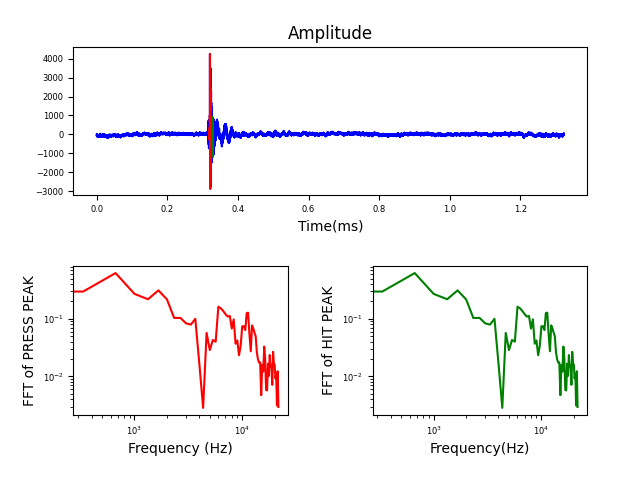 Amplitude
4000
3000
2000
1000
0
−1000
−2000
−3000
0.0 0.2 0.4 0.6 0.8 1.0 1.2
Time(ms)
FFT of PRESS PEAK
10⁻¹
10⁻²
10³ 10⁴
Frequency (Hz)
FFT of HIT PEAK
10⁻¹
10⁻²
10³ 10⁴
Frequency(Hz)